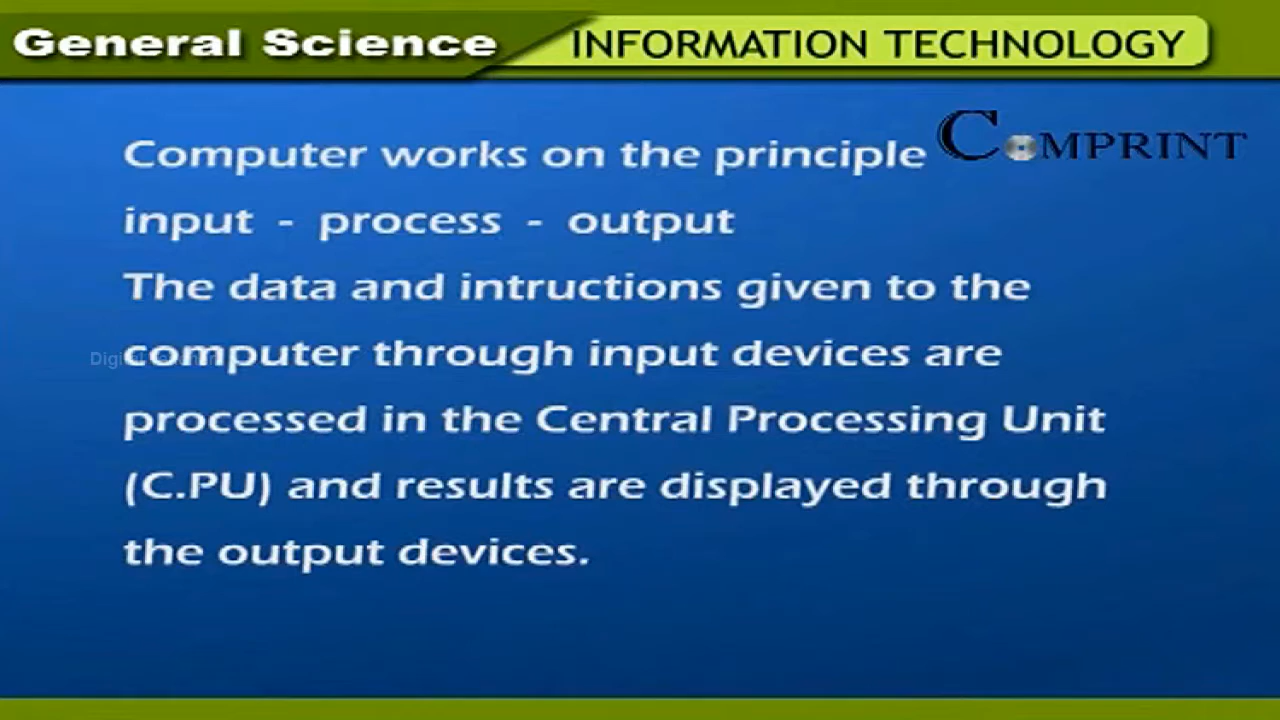 General Science
INFORMATION TECHNOLOGY
COMPRINT
Computer works on the principle
input - process - output
The data and intructions given to the
computer through input devices are
processed in the Central Processing Unit
(C.PU) and results are displayed through
the output devices.